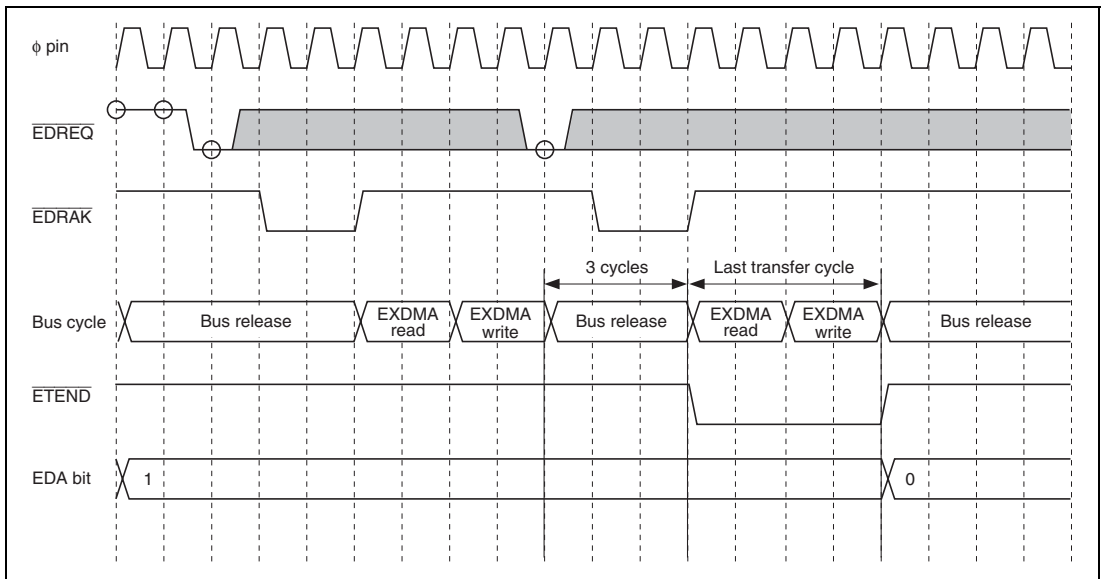 ϕ pin
EDREQ
EDRAK
3 cycles
Last transfer cycle
Bus cycle
Bus release
EXDMA
read
EXDMA
write
Bus release
EXDMA
read
EXDMA
write
Bus release
ETEND
EDA bit
1
0